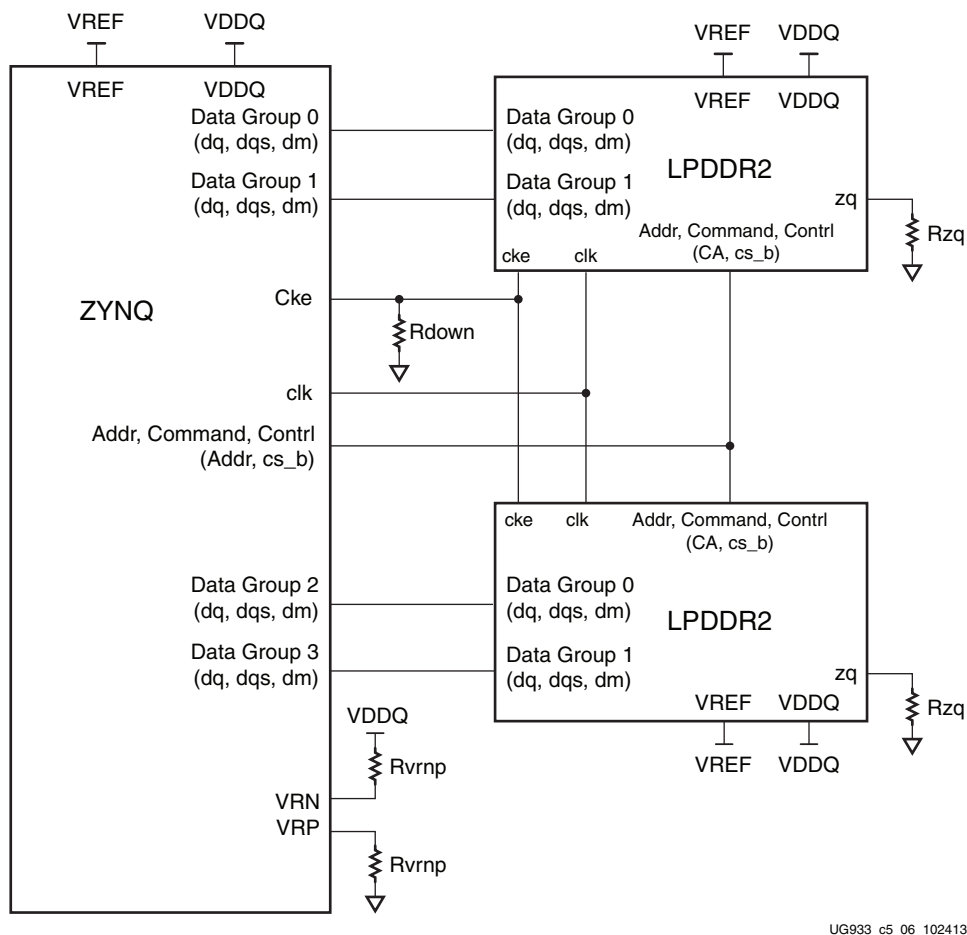 VREF
VDDQ
VREF
VDDQ
VREF
VDDQ
VREF
VDDQ
Data Group 0
(dq, dqs, dm)
Data Group 0
(dq, dqs, dm)
LPDDR2
Data Group 1
(dq, dqs, dm)
Data Group 1
(dq, dqs, dm)
zq
Rzq
Addr, Command, Contrl
(CA, cs_b)
cke
clk
ZYNQ
Cke
Rdown
clk
Addr, Command, Contrl
(Addr, cs_b)
cke
clk
Addr, Command, Contrl
(CA, cs_b)
Data Group 2
(dq, dqs, dm)
Data Group 0
(dq, dqs, dm)
LPDDR2
Data Group 3
(dq, dqs, dm)
Data Group 1
(dq, dqs, dm)
zq
Rzq
VREF
VDDQ
VREF
VDDQ
VDDQ
Rvrnp
VRN
VRP
Rvrnp
UG933_c5_06_102413